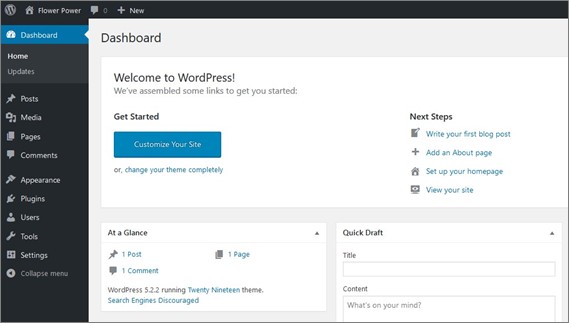 Flower Power 0 New
Dashboard
Home
Updates
Posts
Media
Pages
Comments
Appearance
Plugins
Users
Tools
Settings
Collapse menu
Dashboard
Welcome to WordPress!
We've assembled some links to get you started:
Get Started
Customize Your Site
or, change your theme completely
Next Steps
Write your first blog post
Add an About page
Set up your homepage
View your site
At a Glance
1 Post
1 Page
1 Comment
WordPress 5.2.2 running Twenty Nineteen theme.
Search Engines Discouraged
Quick Draft
Title
Content
What's on your mind?